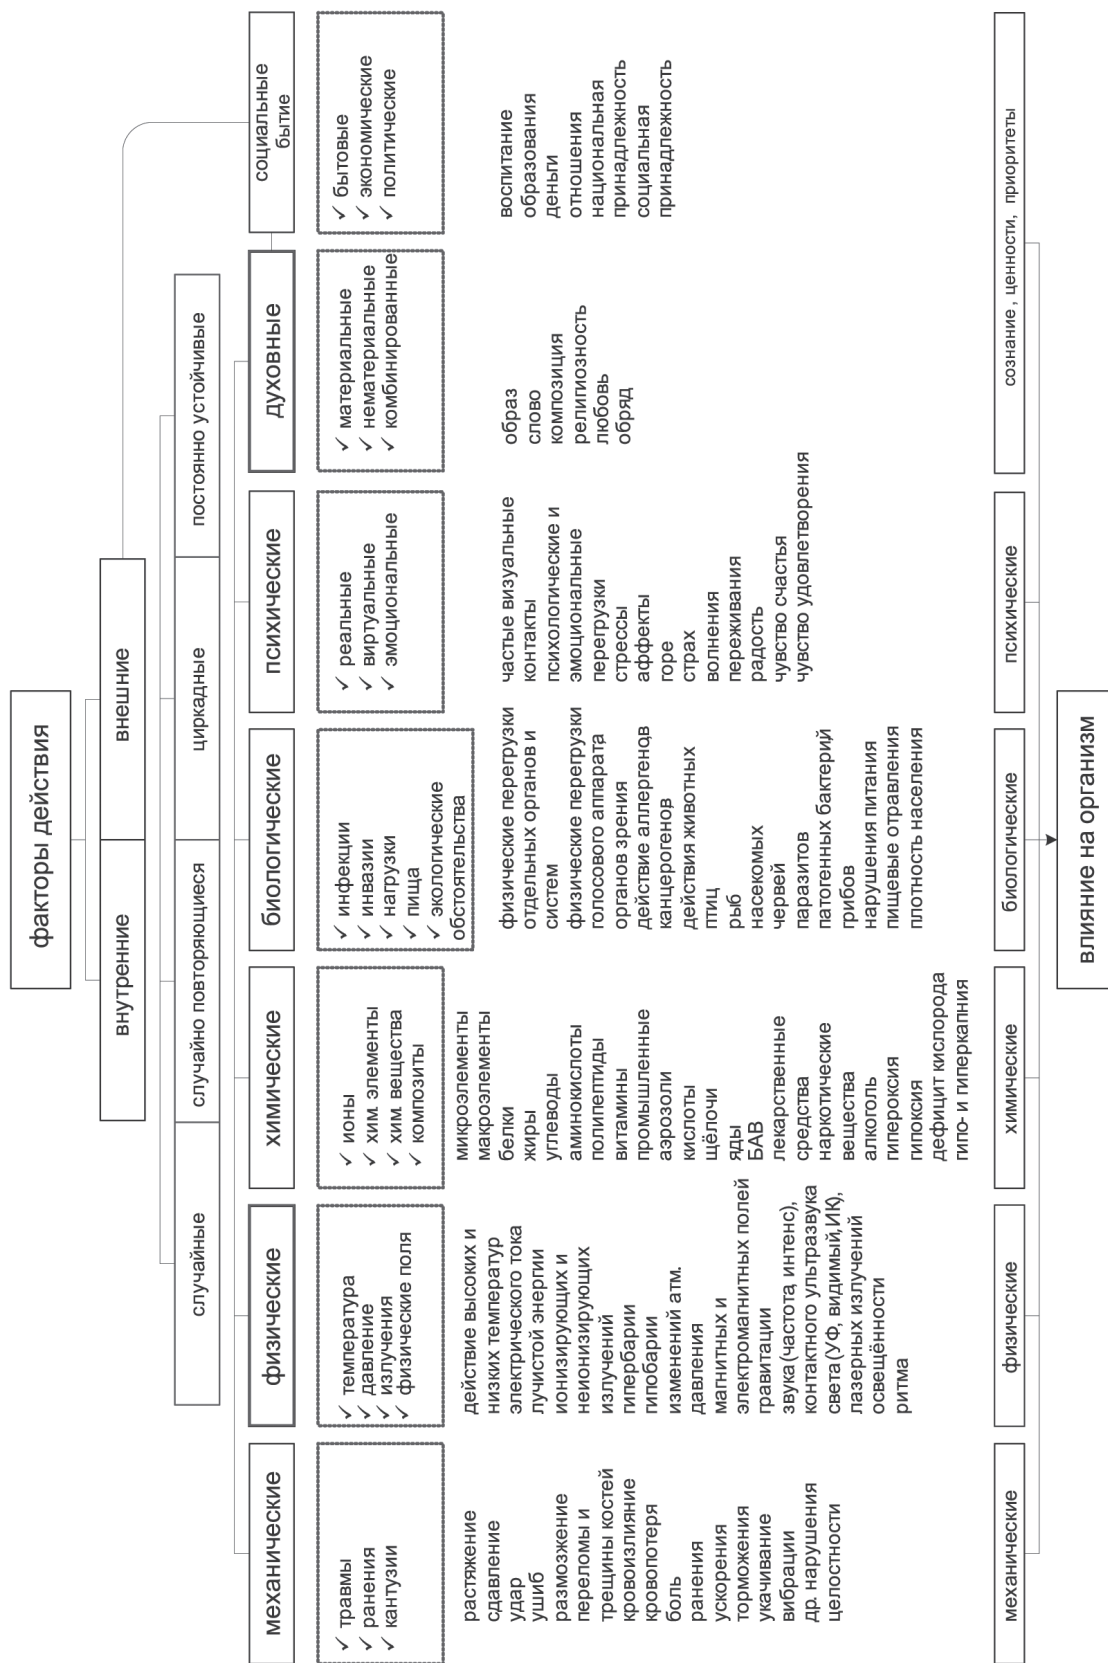 факторы действия
внутренние
внешние
случайные
случайно повторяющиеся
циркадные
постоянно устойчивые
механические
физические
химические
биологические
психические
духовные
социальные
бытие
✓ травмы
✓ ранения
✓ кантузии
✓ температура
✓ давление
✓ излучения
✓ физические поля
✓ ионы
✓ хим. элементы
✓ хим. вещества
✓ композиты
✓ инфекции
✓ инвазии
✓ нагрузки
✓ пища
✓ экологические
обстоятельства
✓ реальные
✓ виртуальные
✓ эмоциональные
✓ материальные
✓ нематериальные
✓ комбинированные
✓ бытовые
✓ экономические
✓ политические
растяжение
сдавление
удар
ушиб
размозжение
переломы и
трещины костей
кровоизлияние
кровопотеря
боль
ранения
ускорения
торможения
укачивание
вибрации
др. нарушения
целостности
действие высоких и
низких температур
электрического тока
лучистой энергии
ионизирующих и
неионизирующих
излучений
гипербарии
гипобарии
изменений атм.
давления
магнитных и
электромагнитных полей
гравитации
звука (частота, интенс),
контактного ультразвука
света (УФ, видимый, ИК),
лазерных излучений
освещённости
ритма
микроэлементы
макроэлементы
белки
жиры
углеводы
аминокислоты
полипептиды
витамины
промышленные
аэрозоли
кислоты
щёлочи
яды
БАВ
лекарственные
средства
наркотические
вещества
алкоголь
гипероксия
гипоксия
дефицит кислорода
гипо- и гиперкапния
физические перегрузки
отдельных органов и
систем
физические перегрузки
голосового аппарата,
органов зрения
действие аллергенов
канцерогенов
действия животных
птиц
рыб
насекомых
червей
паразитов
патогенных бактерий,
грибов
нарушения питания
пищевые отравления
плотность населения
частые визуальные
контакты
психологические и
эмоциональные
перегрузки
стрессы
аффекты
горе
страх
волнения
переживания
радость
чувство счастья
чувство удовлетворения
образ
слово
композиция
религиозность
любовь
обряд
воспитание
образования
деньги
отношения
национальная
принадлежность
социальная
принадлежность
механические
физические
химические
биологические
психические
сознание , ценности, приоритеты
влияние на организм